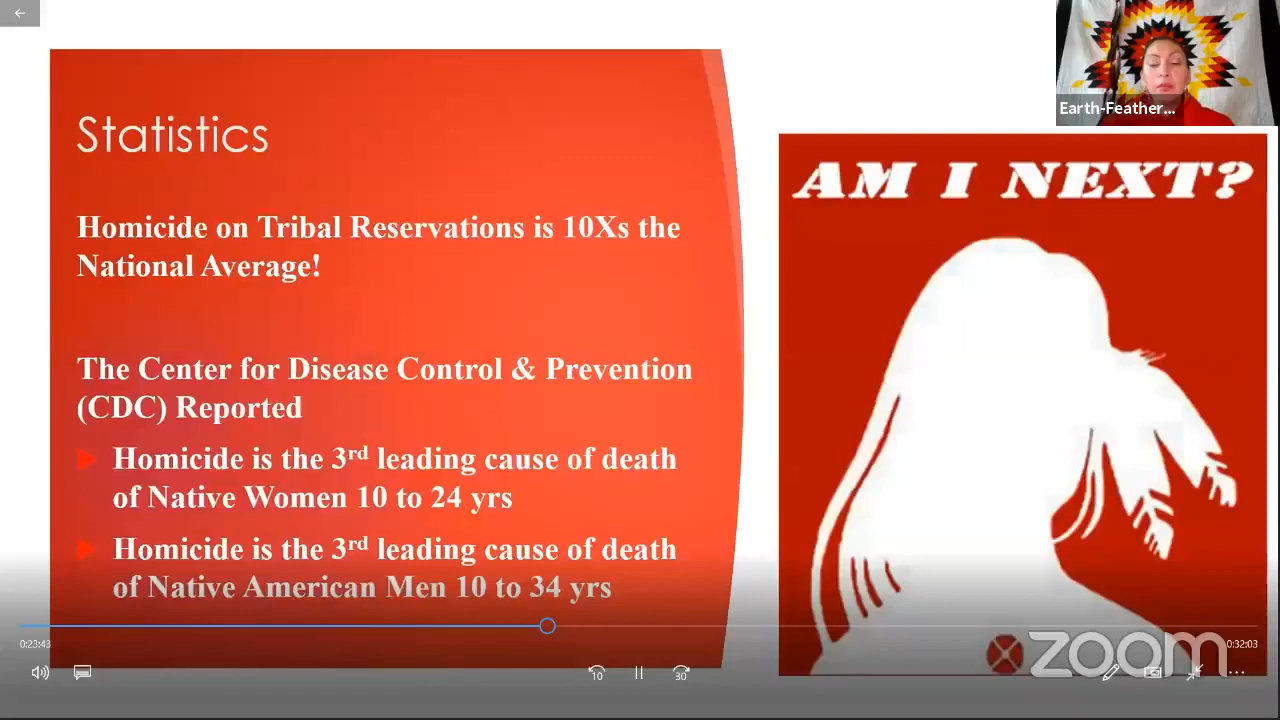 Earth-Feather...
Statistics
AM I NEXT?
Homicide on Tribal Reservations is 10Xs the
National Average!
The Center for Disease Control & Prevention
(CDC) Reported
Homicide is the 3rd leading cause of death
of Native Women 10 to 24 yrs
Homicide is the 3rd leading cause of death
of Native American Men 10 to 34 yrs
0:23:43
0:32:03
zoom
10
30